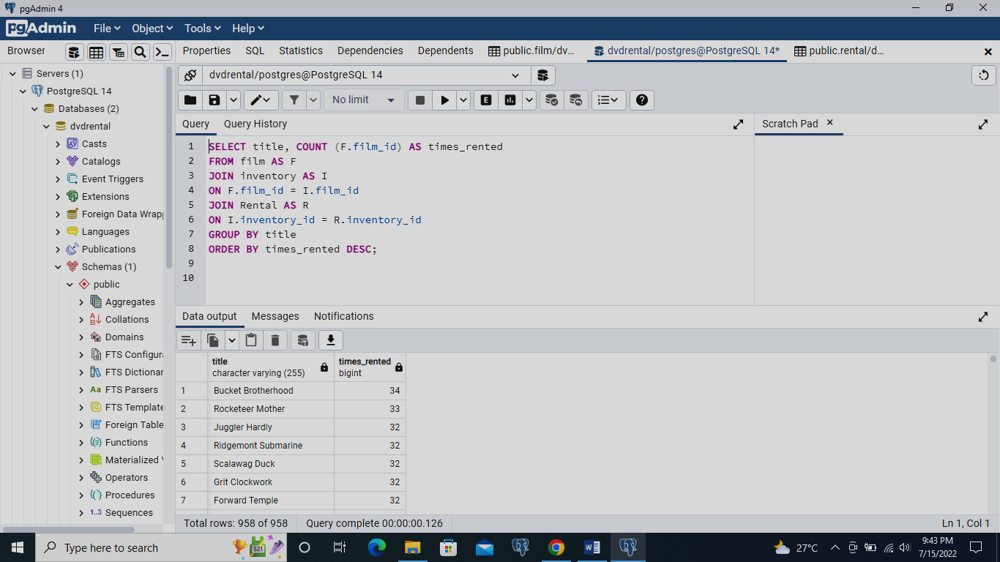 pgAdmin 4
pgAdmin
File Object Tools Help
Browser
Properties SQL Statistics Dependencies Dependents public.film/dv... dvdrental/postgres@PostgreSQL 14* public.rental/d...
Servers (1)
PostgreSQL 14
Databases (2)
dvdrental
Casts
Catalogs
Event Triggers
Extensions
Foreign Data Wrap
Languages
Publications
Schemas (1)
public
Aggregates
Collations
Domains
FTS Configura
FTS Dictionar
Aa FTS Parsers
FTS Template
Foreign Table
Functions
Materialized
Operators
Procedures
1..3 Sequences
dvdrental/postgres@PostgreSQL 14
No limit
E
Query Query History
Scratch Pad
1 SELECT title, COUNT (F.film_id) AS times_rented
2 FROM film AS F
3 JOIN inventory AS I
4 ON F.film_id = I.film_id
5 JOIN Rental AS R
6 ON I.inventory_id = R.inventory_id
7 GROUP BY title
8 ORDER BY times_rented DESC;
9
10
Data output Messages Notifications
title times_rented
character varying (255) bigint
1 Bucket Brotherhood 34
2 Rocketeer Mother 33
3 Juggler Hardly 32
4 Ridgemont Submarine 32
5 Scalawag Duck 32
6 Grit Clockwork 32
7 Forward Temple 32
Total rows: 958 of 958 Query complete 00:00:00.126 Ln 1, Col 1
Type here to search
521
27°C
9:43 PM
7/15/2022